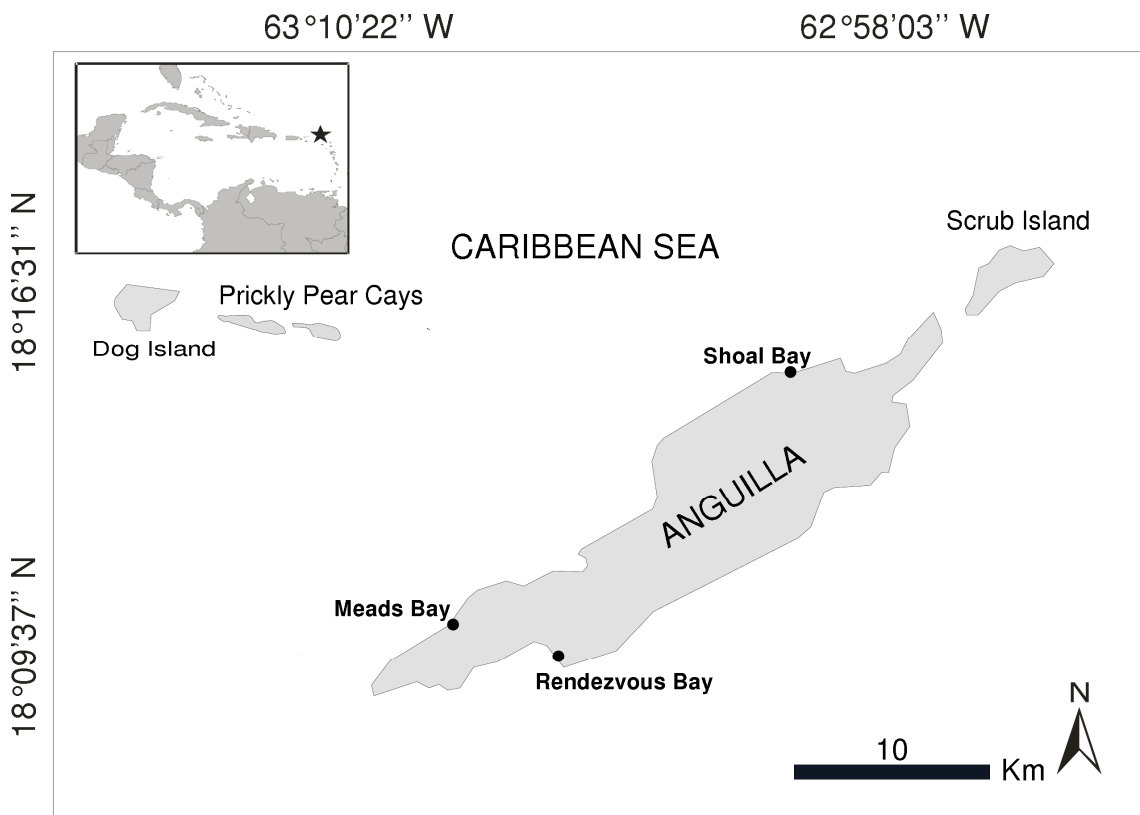 63°10'22'' W
62°58'03'' W
18°16'31'' N
18°09'37'' N
CARIBBEAN SEA
Scrub Island
Prickly Pear Cays
Dog Island
Shoal Bay
ANGUILLA
Meads Bay
Rendezvous Bay
N
10
Km